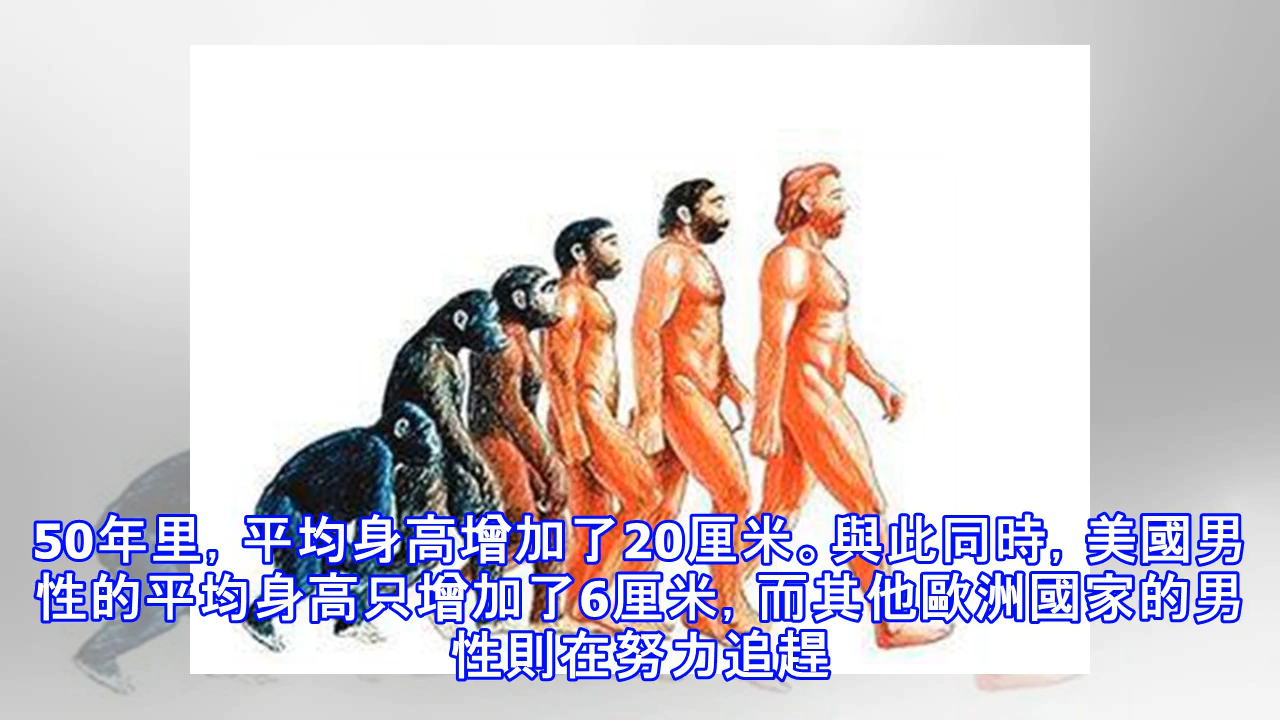 50年里, 平均身高增加了20厘米。與此同時, 美國男
性的平均身高只增加了6厘米, 而其他歐洲國家的男
性則在努力追趕